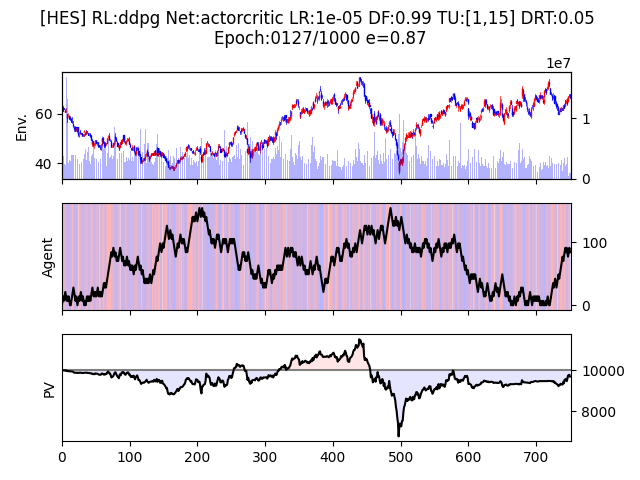 [HES] RL:ddpg Net:actorcritic LR:1e-05 DF:0.99 TU:[1,15] DRT:0.05
Epoch:0127/1000 e=0.87
1e7
Env.
60
40
1
0
Agent
100
0
PV
10000
8000
0 100 200 300 400 500 600 700